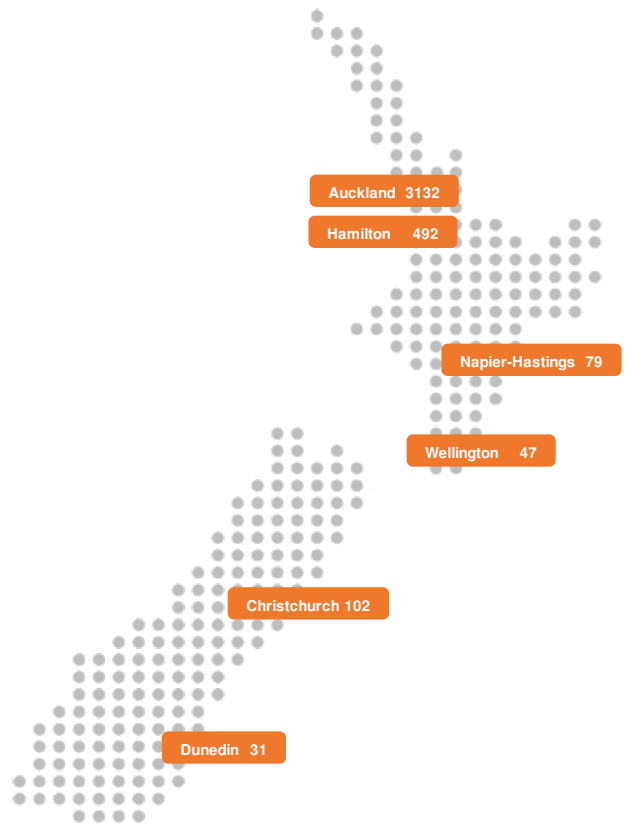 Auckland 3132
Hamilton 492
Napier-Hastings 79
Wellington 47
Christchurch 102
Dunedin 31